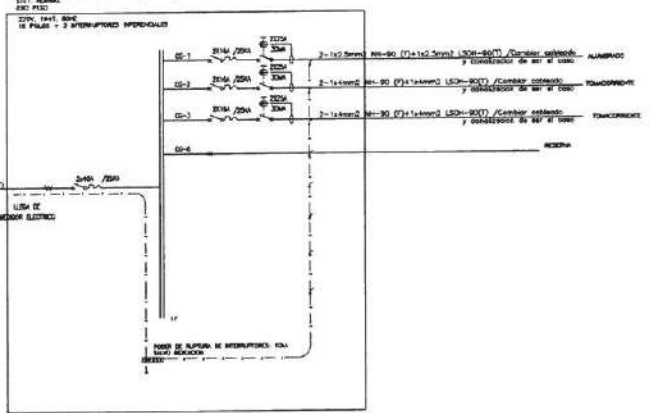 220V, 1Ø+T, 60HZ
16 POLOS + 3 INTERRUPTORES DIFERENCIALES
2X25A
CG-1 2X16A /25KA 30MA 2-1x2.5mm2 NH-90 (F)+1x2.5mm2 LSOH-90(T) /Cambiar cableado ALUMBRADO
y canalizacion de ser el caso
2X25A
CG-2 2X16A /25KA 30MA 2-1x4mm2 NH-90 (F)+1x4mm2 LSOH-90(T) /Cambiar cableado TOMACORRIENTE
y canalizacion de ser el caso
2X25A
CG-3 2X16A /25KA 30MA 2-1x4mm2 NH-90 (F)+1x4mm2 LSOH-90(T) /Cambiar cableado TOMACORRIENTE
y canalizacion de ser el caso
CG-6 RESERVA
2x40A /25KA
LLEGA DE
MEDIDOR ELECTRICO
PODER DE RUPTURA DE INTERRUPTORES:
SALVO INDICACION